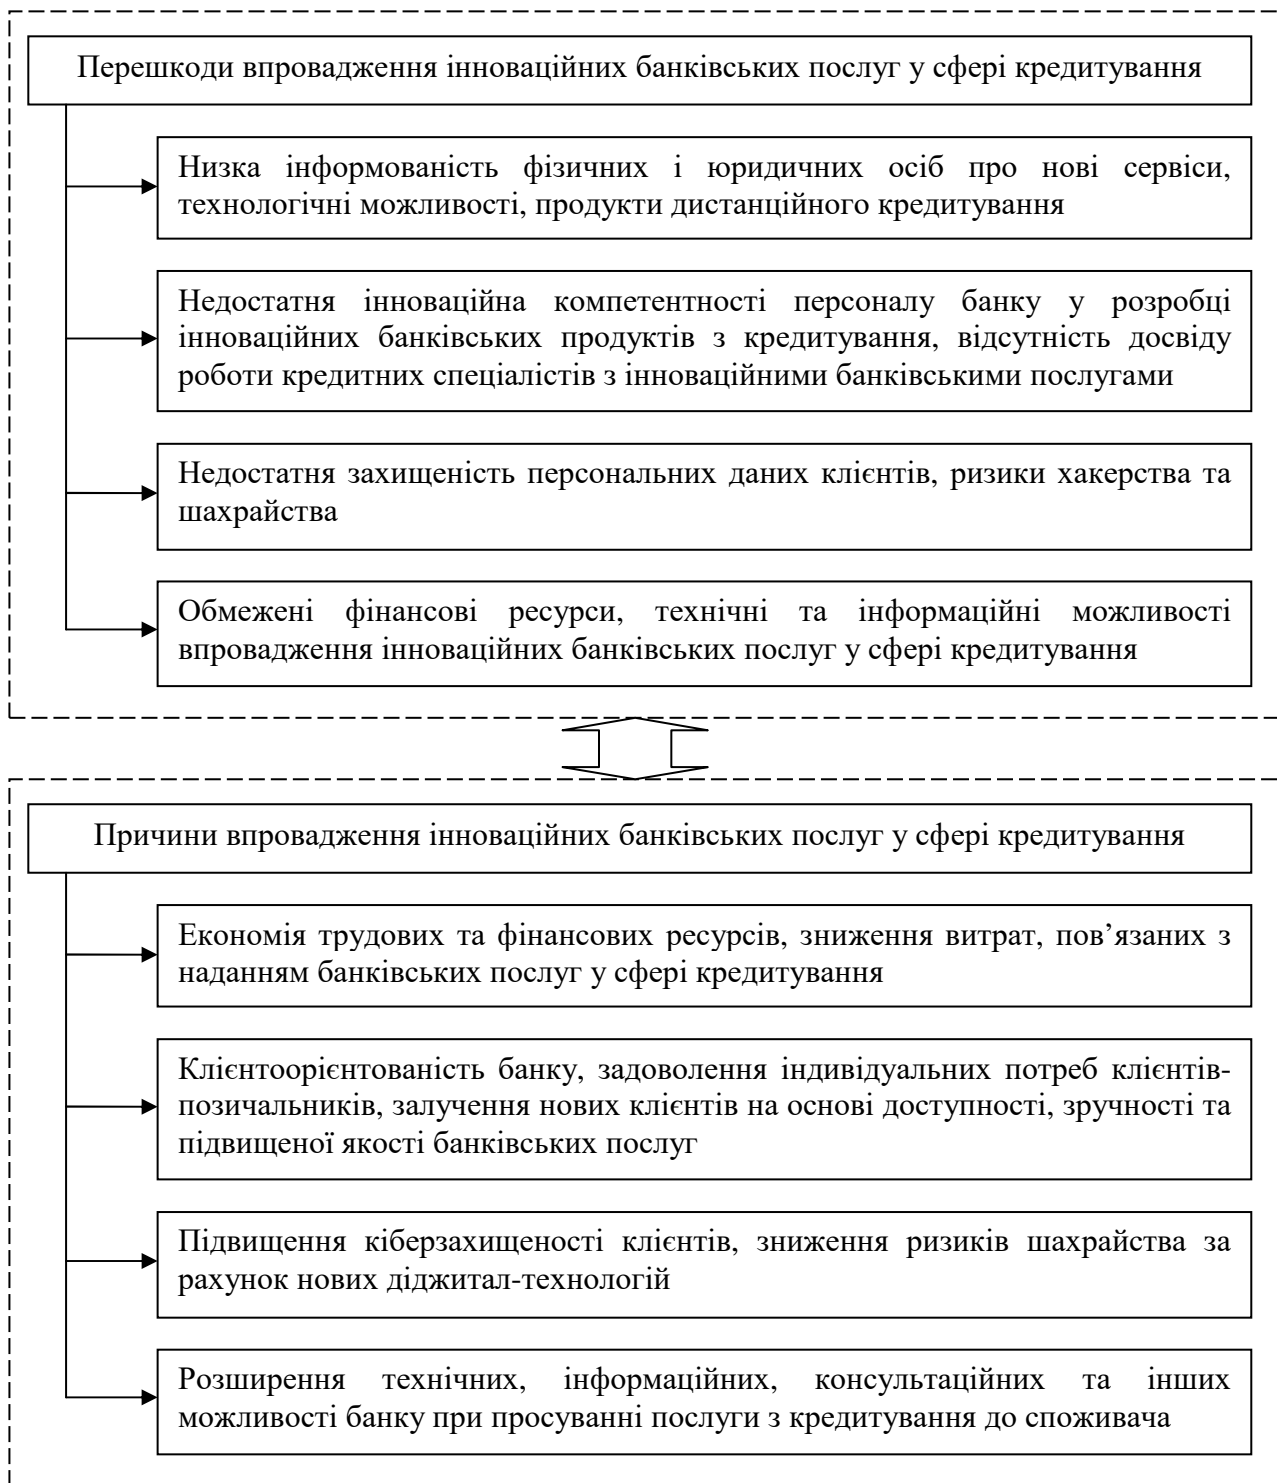 Перешкоди впровадження інноваційних банківських послуг у сфері кредитування
Низка інформованість фізичних і юридичних осіб про нові сервіси,
технологічні можливості, продукти дистанційного кредитування
Недостатня інноваційна компетентності персоналу банку у розробці
інноваційних банківських продуктів з кредитування, відсутність досвіду
роботи кредитних спеціалістів з інноваційними банківськими послугами
Недостатня захищеність персональних даних клієнтів, ризики хакерства та
шахрайства
Обмежені фінансові ресурси, технічні та інформаційні можливості
впровадження інноваційних банківських послуг у сфері кредитування
Причини впровадження інноваційних банківських послуг у сфері кредитування
Економія трудових та фінансових ресурсів, зниження витрат, пов’язаних з
наданням банківських послуг у сфері кредитування
Клієнтоорієнтованість банку, задоволення індивідуальних потреб клієнтів-
позичальників, залучення нових клієнтів на основі доступності, зручності та
підвищеної якості банківських послуг
Підвищення кіберзахищеності клієнтів, зниження ризиків шахрайства за
рахунок нових діджитал-технологій
Розширення технічних, інформаційних, консультаційних та інших
можливості банку при просуванні послуги з кредитування до споживача